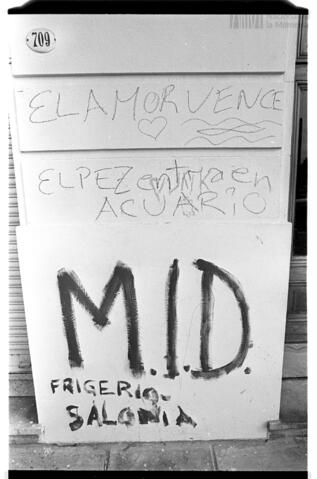 709
EL AMOR VENCE
EL PEZ entra en
ACUARIO
M.I.D.
FRIGERIO-
SALONIA